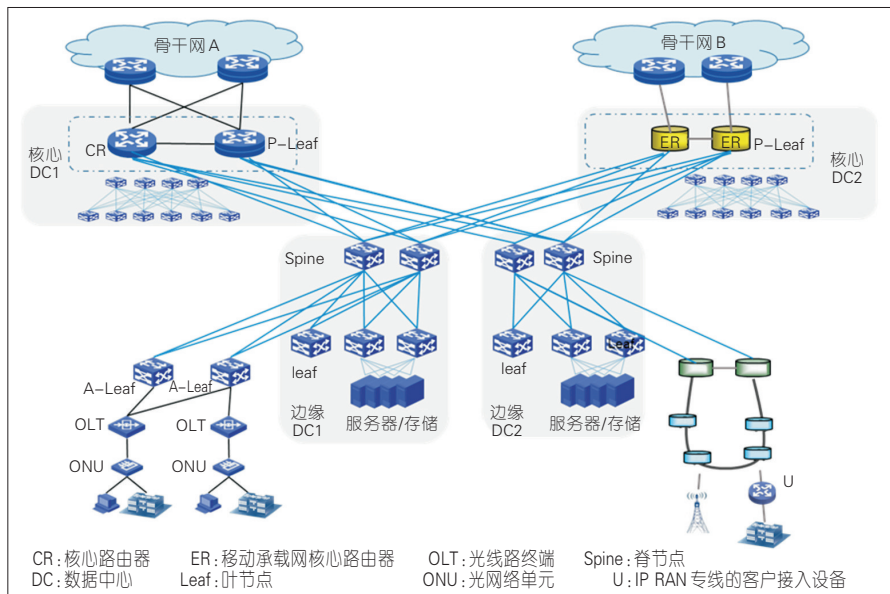 骨干网A
骨干网B
CR
P-Leaf
ER
ER
P-Leaf
核心
DC1
核心
DC2
Spine
Spine
leaf
leaf
Leaf
A-Leaf
A-Leaf
边缘
DC1
服务器/存储
边缘
DC2
服务器/存储
OLT
OLT
ONU
ONU
U
CR:核心路由器 ER:移动承载网核心路由器 OLT:光线路终端 Spine:脊节点
DC:数据中心 Leaf:叶节点 ONU:光网络单元 U:IP RAN专线的客户接入设备